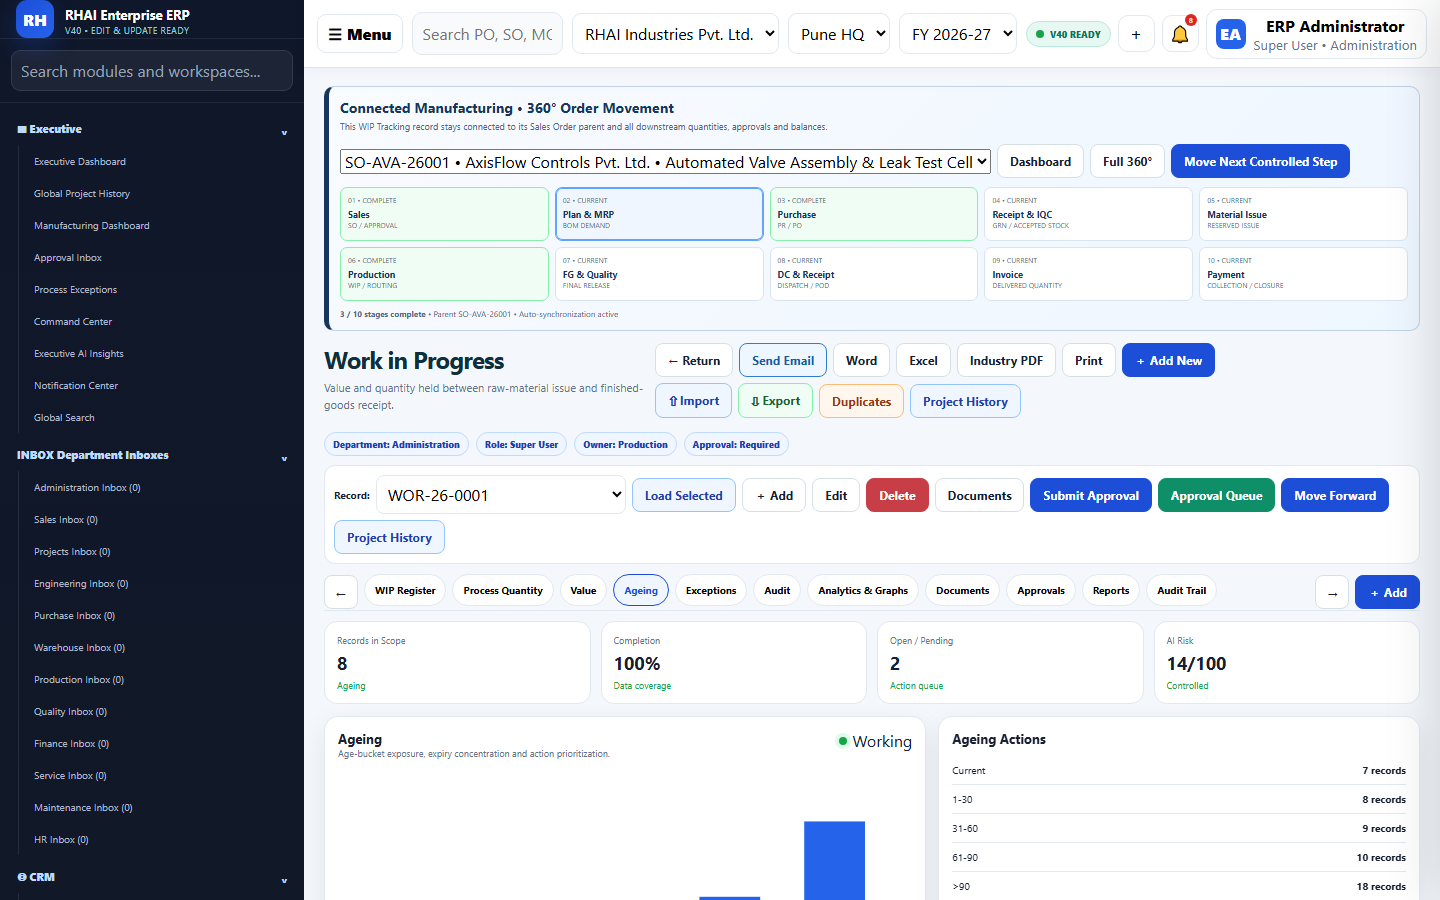 RH
RHAI Enterprise ERP
V40 • EDIT & UPDATE READY
Search modules and workspaces...
Executive
Executive Dashboard
Global Project History
Manufacturing Dashboard
Approval Inbox
Process Exceptions
Command Center
Executive AI Insights
Notification Center
Global Search
INBOX Department Inboxes
Administration Inbox (0)
Sales Inbox (0)
Projects Inbox (0)
Engineering Inbox (0)
Purchase Inbox (0)
Warehouse Inbox (0)
Production Inbox (0)
Quality Inbox (0)
Finance Inbox (0)
Service Inbox (0)
Maintenance Inbox (0)
HR Inbox (0)
CRM
☰ Menu
Search PO, SO, MO
RHAI Industries Pvt. Ltd.
Pune HQ
FY 2026-27
V40 READY
+
8
EA
ERP Administrator
Super User • Administration
Connected Manufacturing • 360° Order Movement
This WIP Tracking record stays connected to its Sales Order parent and all downstream quantities, approvals and balances.
SO-AVA-26001 • AxisFlow Controls Pvt. Ltd. • Automated Valve Assembly & Leak Test Cell
Dashboard
Full 360°
Move Next Controlled Step
01 • COMPLETE
Sales
SO / APPROVAL
02 • CURRENT
Plan & MRP
BOM DEMAND
03 • COMPLETE
Purchase
PR / PO
04 • CURRENT
Receipt & IQC
GRN / ACCEPTED STOCK
05 • CURRENT
Material Issue
RESERVED ISSUE
06 • COMPLETE
Production
WIP / ROUTING
07 • CURRENT
FG & Quality
FINAL RELEASE
08 • CURRENT
DC & Receipt
DISPATCH / POD
09 • CURRENT
Invoice
DELIVERED QUANTITY
10 • CURRENT
Payment
COLLECTION / CLOSURE
3 / 10 stages complete • Parent SO-AVA-26001 • Auto-synchronization active
Work in Progress
Value and quantity held between raw-material issue and finished-
goods receipt.
← Return
Send Email
Word
Excel
Industry PDF
Print
+ Add New
⇧ Import
⇩ Export
Duplicates
Project History
Department: Administration
Role: Super User
Owner: Production
Approval: Required
Record:
WOR-26-0001
Load Selected
+ Add
Edit
Delete
Documents
Submit Approval
Approval Queue
Move Forward
Project History
←
WIP Register
Process Quantity
Value
Ageing
Exceptions
Audit
Analytics & Graphs
Documents
Approvals
Reports
Audit Trail
→
+ Add
Records in Scope
8
Ageing
Completion
100%
Data coverage
Open / Pending
2
Action queue
AI Risk
14/100
Controlled
Ageing
Age-bucket exposure, expiry concentration and action prioritization.
Working
Ageing Actions
Current 7 records
1-30 8 records
31-60 9 records
61-90 10 records
>90 18 records